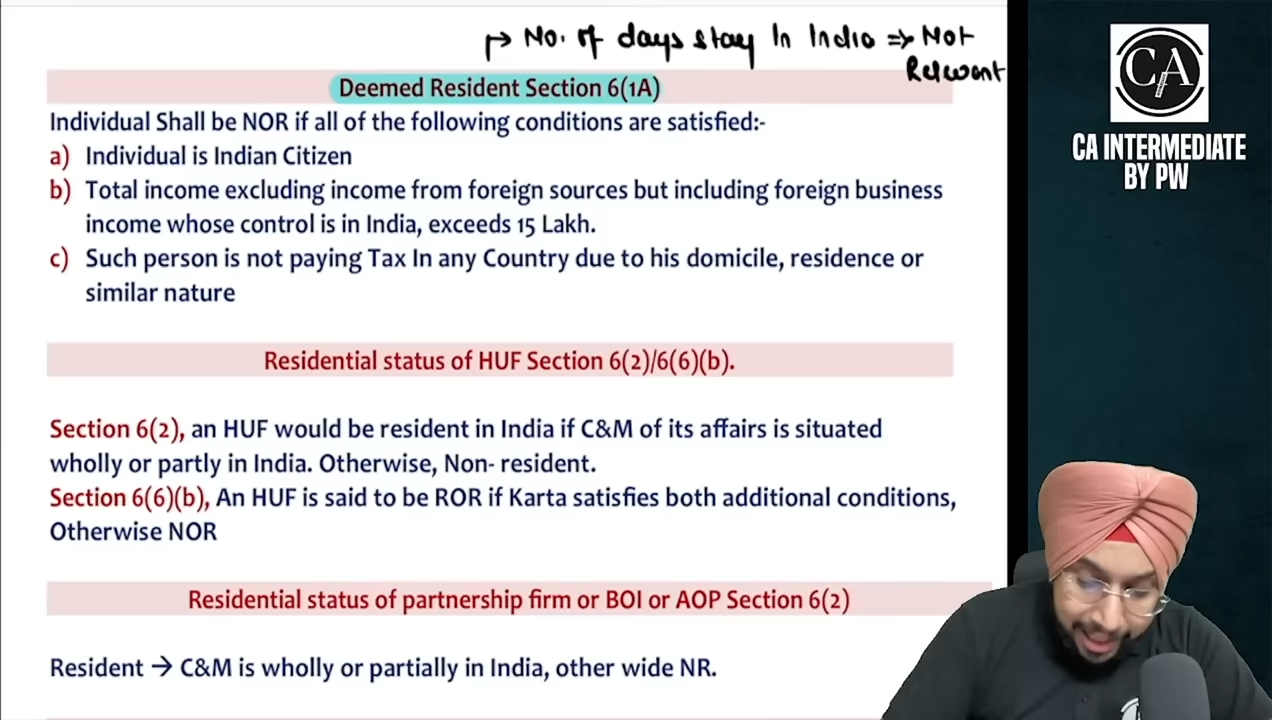 ↱ No. of days stay In India ⇒ Not
Relevant
Deemed Resident Section 6(1A)
Individual Shall be NOR if all of the following conditions are satisfied:-
a) Individual is Indian Citizen
b) Total income excluding income from foreign sources but including foreign business
income whose control is in India, exceeds 15 Lakh.
c) Such person is not paying Tax In any Country due to his domicile, residence or
similar nature
Residential status of HUF Section 6(2)/6(6)(b).
Section 6(2), an HUF would be resident in India if C&M of its affairs is situated
wholly or partly in India. Otherwise, Non- resident.
Section 6(6)(b), An HUF is said to be ROR if Karta satisfies both additional conditions,
Otherwise NOR
Residential status of partnership firm or BOI or AOP Section 6(2)
Resident → C&M is wholly or partially in India, other wide NR.
CA
CA INTERMEDIATE
BY PW